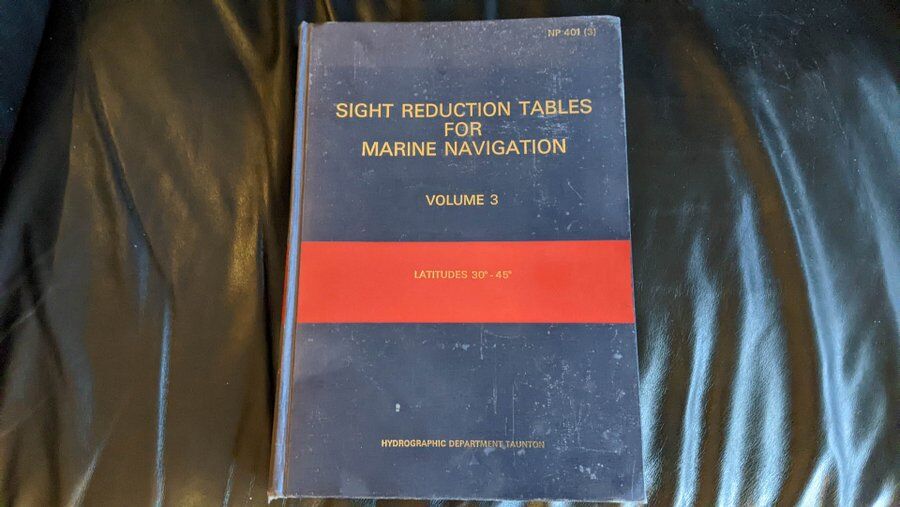 NP 401 (3)
SIGHT REDUCTION TABLES
FOR
MARINE NAVIGATION
VOLUME 3
LATITUDES 30°-45°
HYDROGRAPHIC DEPARTMENT TAUNTON